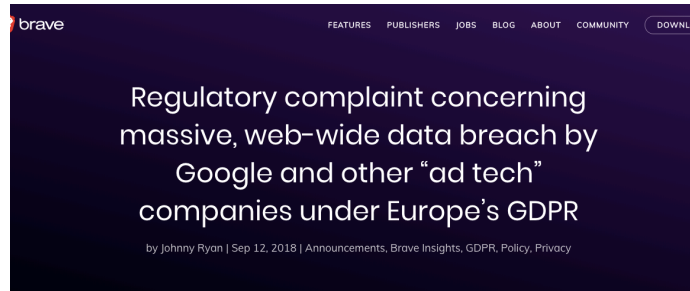 brave
FEATURES PUBLISHERS JOBS BLOG ABOUT COMMUNITY DOWNL
Regulatory complaint concerning
massive, web-wide data breach by
Google and other “ad tech”
companies under Europe’s GDPR
by Johnny Ryan | Sep 12, 2018 | Announcements, Brave Insights, GDPR, Policy, Privacy